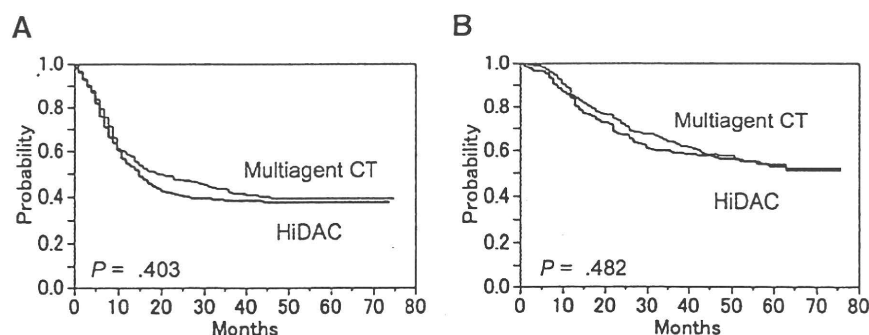 A
Probability
1.0
0.8
0.6
0.4
0.2
0.0
Multiagent CT
HiDAC
P = .403
0 10 20 30 40 50 60 70 80
Months
B
Probability
1.0
0.8
0.6
0.4
0.2
0.0
Multiagent CT
HiDAC
P = .482
0 10 20 30 40 50 60 70 80
Months